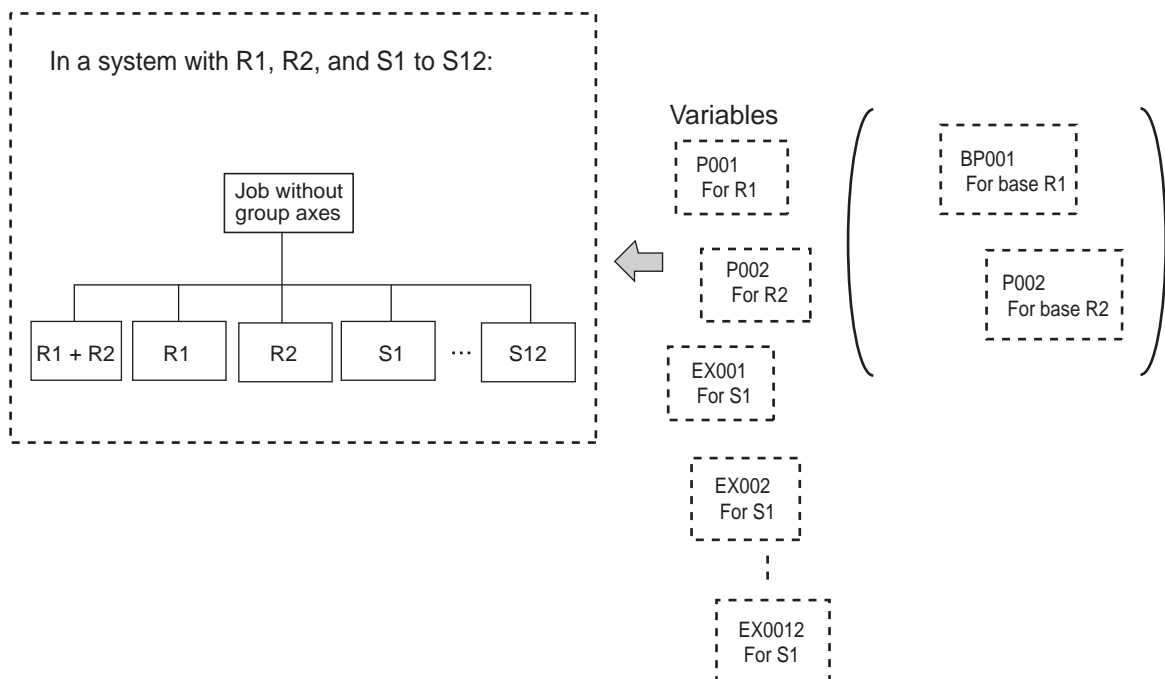 In a system with R1, R2, and S1 to S12:
Job without
group axes
R1 + R2
R1
R2
S1
...
S12
Variables
P001
For R1
P002
For R2
EX001
For S1
EX002
For S1
EX0012
For S1
BP001
For base R1
P002
For base R2